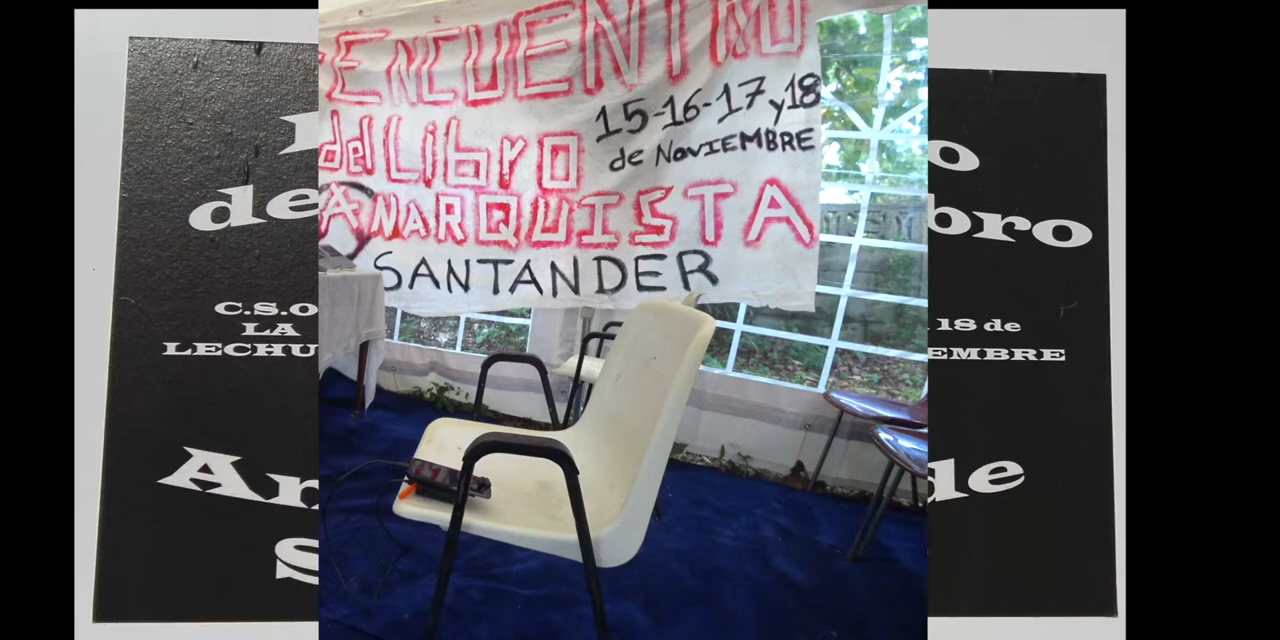 ENCUENTRO
15-16-17 y 18
de NOVIEMBRE
del LibrO
ANARQUISTA
SANTANDER
de
C.S.O
LA
LECHU
An
S
o
bro
18 de
EMBRE
de